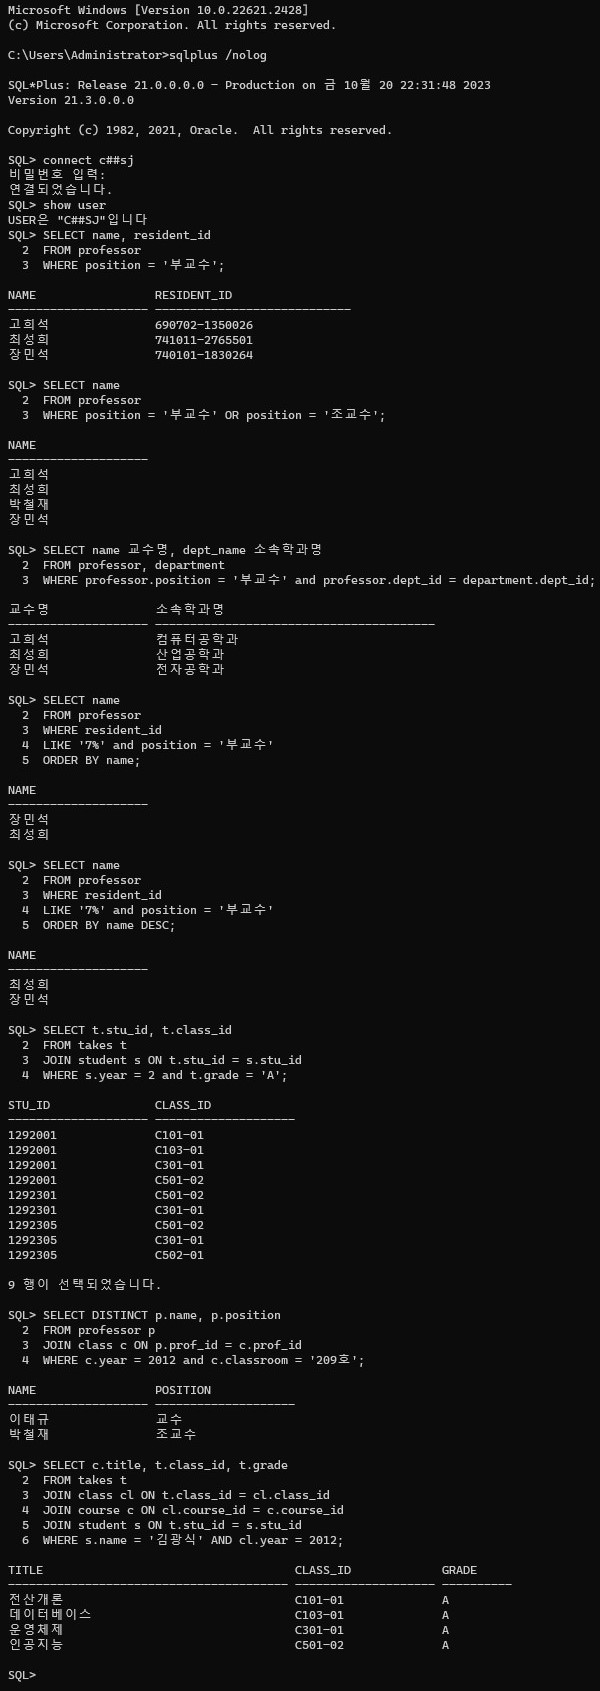 Microsoft Windows [Version 10.0.22621.2428]
(c) Microsoft Corporation. All rights reserved.
C:\Users\Administrator>sqlplus /nolog
SQL*Plus: Release 21.0.0.0.0 - Production on 금 10월 20 22:31:48 2023
Version 21.3.0.0.0
Copyright (c) 1982, 2021, Oracle.  All rights reserved.
SQL> connect c##sj
비밀번호 입력:
연결되었습니다.
SQL> show user
USER은 "C##SJ"입니다
SQL> SELECT name, resident_id
  2  FROM professor
  3  WHERE position = '부교수';
NAME                 RESIDENT_ID
-------------------- ----------------------------
고희석               690702-1350026
최성희               741011-2765501
장민석               740101-1830264
SQL> SELECT name
  2  FROM professor
  3  WHERE position = '부교수' OR position = '조교수';
NAME
--------------------
고희석
최성희
박철재
장민석
SQL> SELECT name 교수명, dept_name 소속학과명
  2  FROM professor, department
  3  WHERE professor.position = '부교수' and professor.dept_id = department.dept_id;
교수명               소속학과명
-------------------- ----------------------------------------
고희석               컴퓨터공학과
최성희               산업공학과
장민석               전자공학과
SQL> SELECT name
  2  FROM professor
  3  WHERE resident_id
  4  LIKE '7%' and position = '부교수'
  5  ORDER BY name;
NAME
--------------------
장민석
최성희
SQL> SELECT name
  2  FROM professor
  3  WHERE resident_id
  4  LIKE '7%' and position = '부교수'
  5  ORDER BY name DESC;
NAME
--------------------
최성희
장민석
SQL> SELECT t.stu_id, t.class_id
  2  FROM takes t
  3  JOIN student s ON t.stu_id = s.stu_id
  4  WHERE s.year = 2 and t.grade = 'A';
STU_ID               CLASS_ID
-------------------- --------------------
1292001              C101-01
1292001              C103-01
1292001              C301-01
1292001              C501-02
1292301              C501-02
1292301              C301-01
1292305              C501-02
1292305              C301-01
1292305              C502-01
9 행이 선택되었습니다.
SQL> SELECT DISTINCT p.name, p.position
  2  FROM professor p
  3  JOIN class c ON p.prof_id = c.prof_id
  4  WHERE c.year = 2012 and c.classroom = '209호';
NAME                 POSITION
-------------------- --------------------
이태규               교수
박철재               조교수
SQL> SELECT c.title, t.class_id, t.grade
  2  FROM takes t
  3  JOIN class cl ON t.class_id = cl.class_id
  4  JOIN course c ON cl.course_id = c.course_id
  5  JOIN student s ON t.stu_id = s.stu_id
  6  WHERE s.name = '김광식' AND cl.year = 2012;
TITLE                                    CLASS_ID             GRADE
---------------------------------------- -------------------- ----------
전산개론                                 C101-01              A
데이터베이스                             C103-01              A
운영체제                                 C301-01              A
인공지능                                 C501-02              A
SQL>